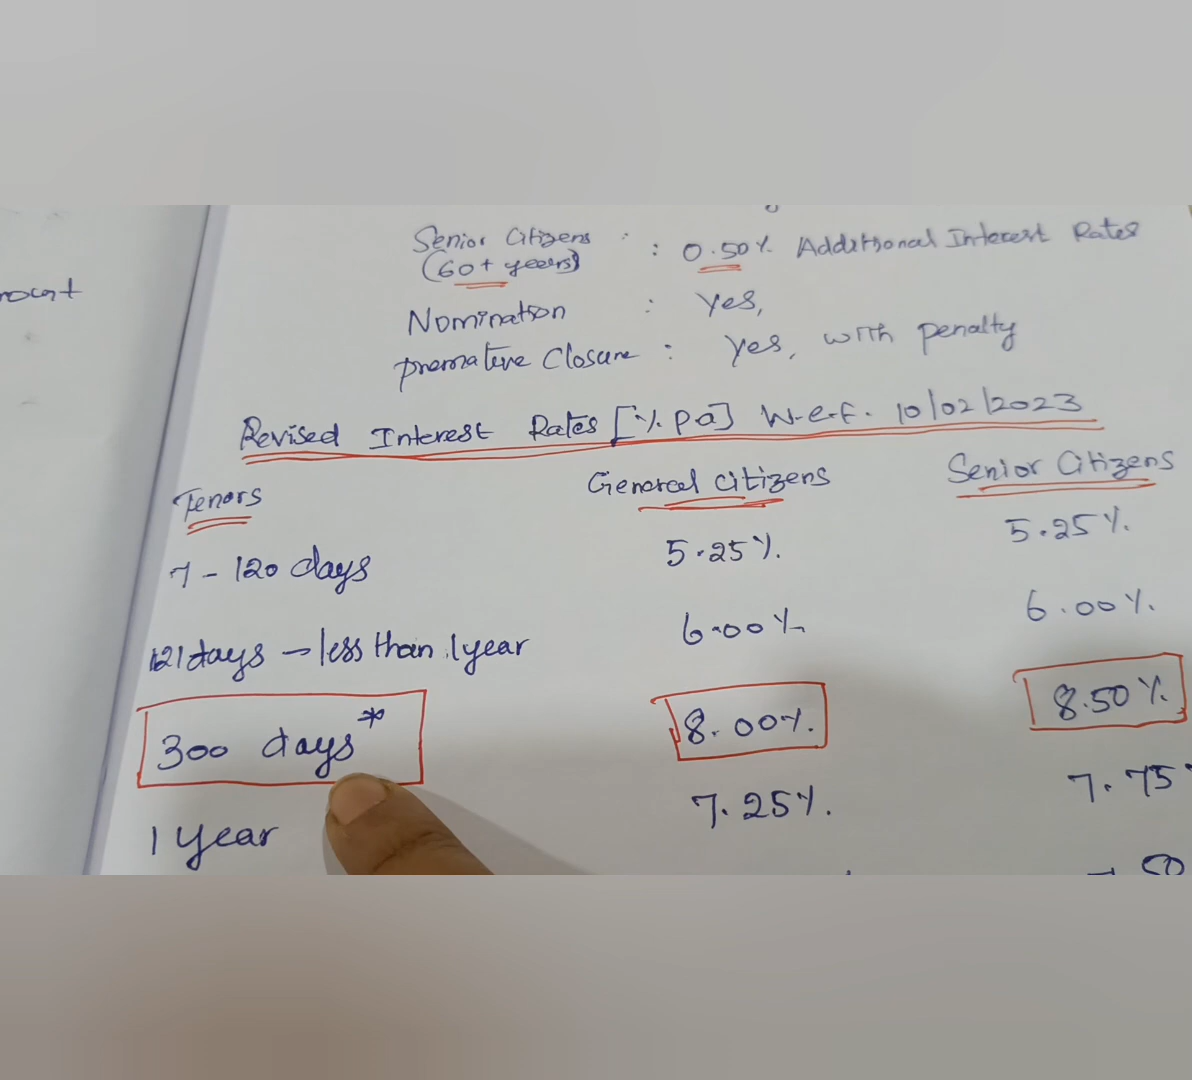 Senior Citizens : : 0.50% Additional Interest Rates
(60+ years)
Nomination : Yes,
premative Closure : Yes, with penalty
Revised Interest Rates [% pa] W.e.f. 10/02/2023
Tenors General Citizens Senior Citizens
7 - 120 days 5.25% 5.25%
121 days - less than 1 year 6.00% 6.00%
300 days* 8.00% 8.50%
1 year 7.25% 7.75